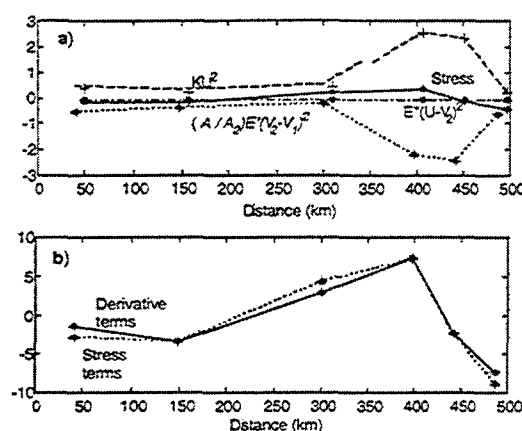 a)
3
2
1
0
-1
-2
-3
KU²
Stress
(A/A₂)E'(V₂-V₁)²
E''(U-V₂)²
0 50 100 150 200 250 300 350 400 450 500
Distance (km)
b)
10
5
0
-5
-10
Derivative
terms
Stress
terms
0 50 100 150 200 250 300 350 400 450 500
Distance (km)